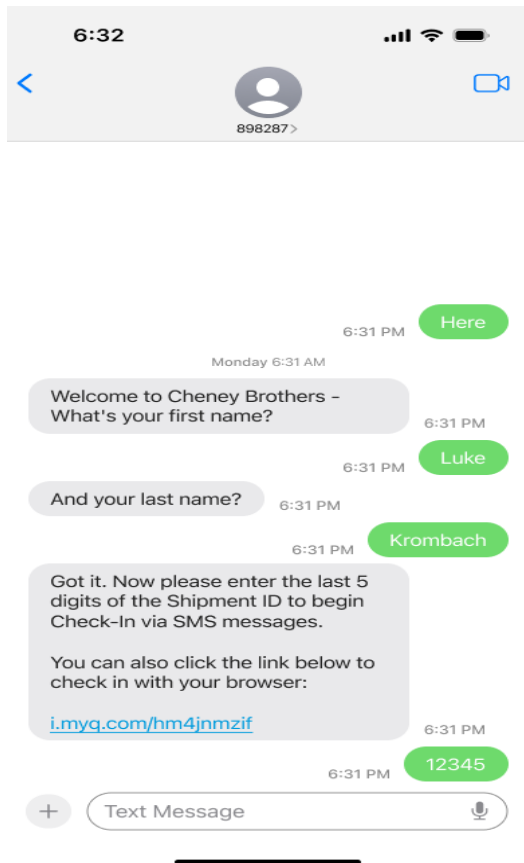 6:32
898287>
Here
6:31 PM
Monday 6:31 AM
Welcome to Cheney Brothers -
What's your first name?
6:31 PM
Luke
6:31 PM
And your last name?
6:31 PM
Krombach
6:31 PM
Got it. Now please enter the last 5
digits of the Shipment ID to begin
Check-In via SMS messages.
You can also click the link below to
check in with your browser:
i.myq.com/hm4jnmzif
6:31 PM
12345
6:31 PM
Text Message